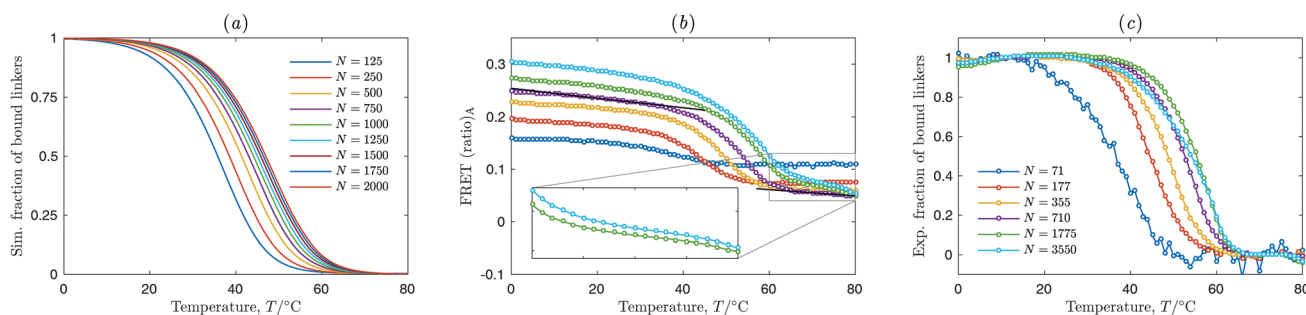 (a)
Sim. fraction of bound linkers
1
0.75
0.5
0.25
0
0 20 40 60 80
Temperature, T/°C
N = 125
N = 250
N = 500
N = 750
N = 1000
N = 1250
N = 1500
N = 1750
N = 2000
(b)
FRET (ratio)A
0.3
0.2
0.1
0
-0.1
0 20 40 60 80
Temperature, T/°C
(c)
Exp. fraction of bound linkers
1
0.8
0.6
0.4
0.2
0
0 20 40 60 80
Temperature, T/°C
N = 71
N = 177
N = 355
N = 710
N = 1775
N = 3550